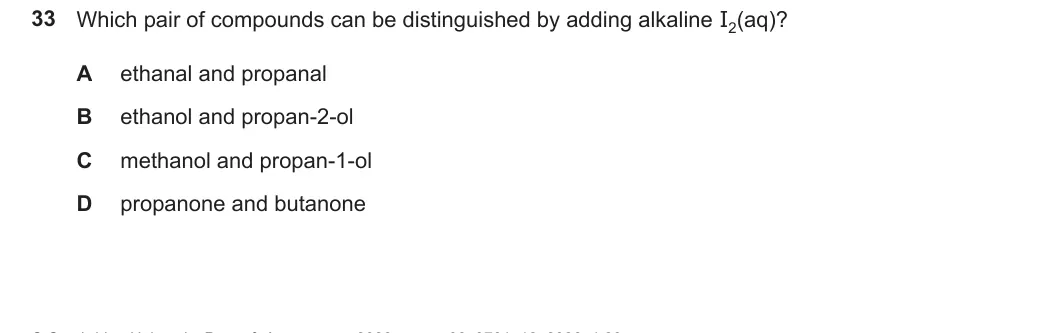 33 Which pair of compounds can be distinguished by adding alkaline I₂(aq)?
A ethanal and propanal
B ethanol and propan-2-ol
C methanol and propan-1-ol
D propanone and butanone